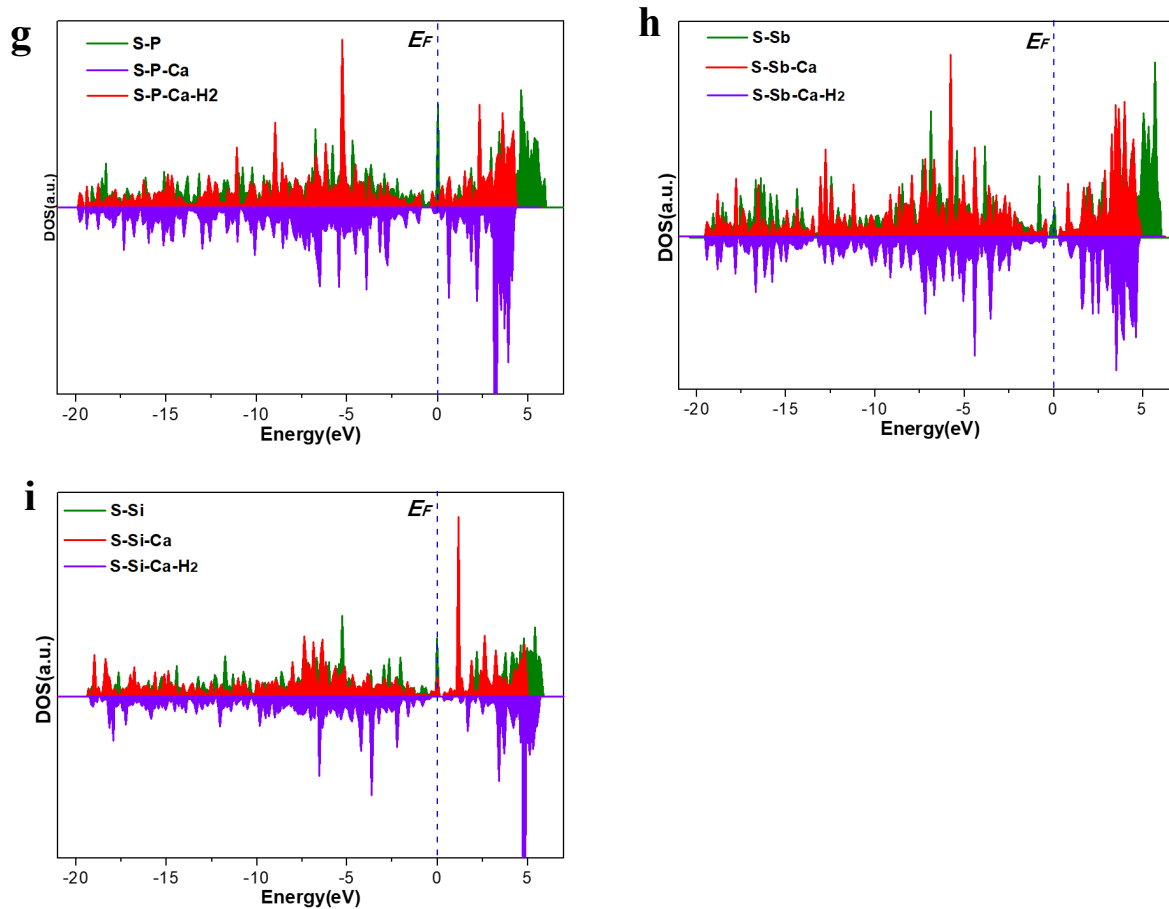 g
S-P
S-P-Ca
S-P-Ca-H2
EF
DOS(a.u.)
-20 -15 -10 -5 0 5
Energy(eV)
h
S-Sb
S-Sb-Ca
S-Sb-Ca-H2
EF
DOS(a.u.)
-20 -15 -10 -5 0 5
Energy(eV)
i
S-Si
S-Si-Ca
S-Si-Ca-H2
EF
DOS(a.u.)
-20 -15 -10 -5 0 5
Energy(eV)